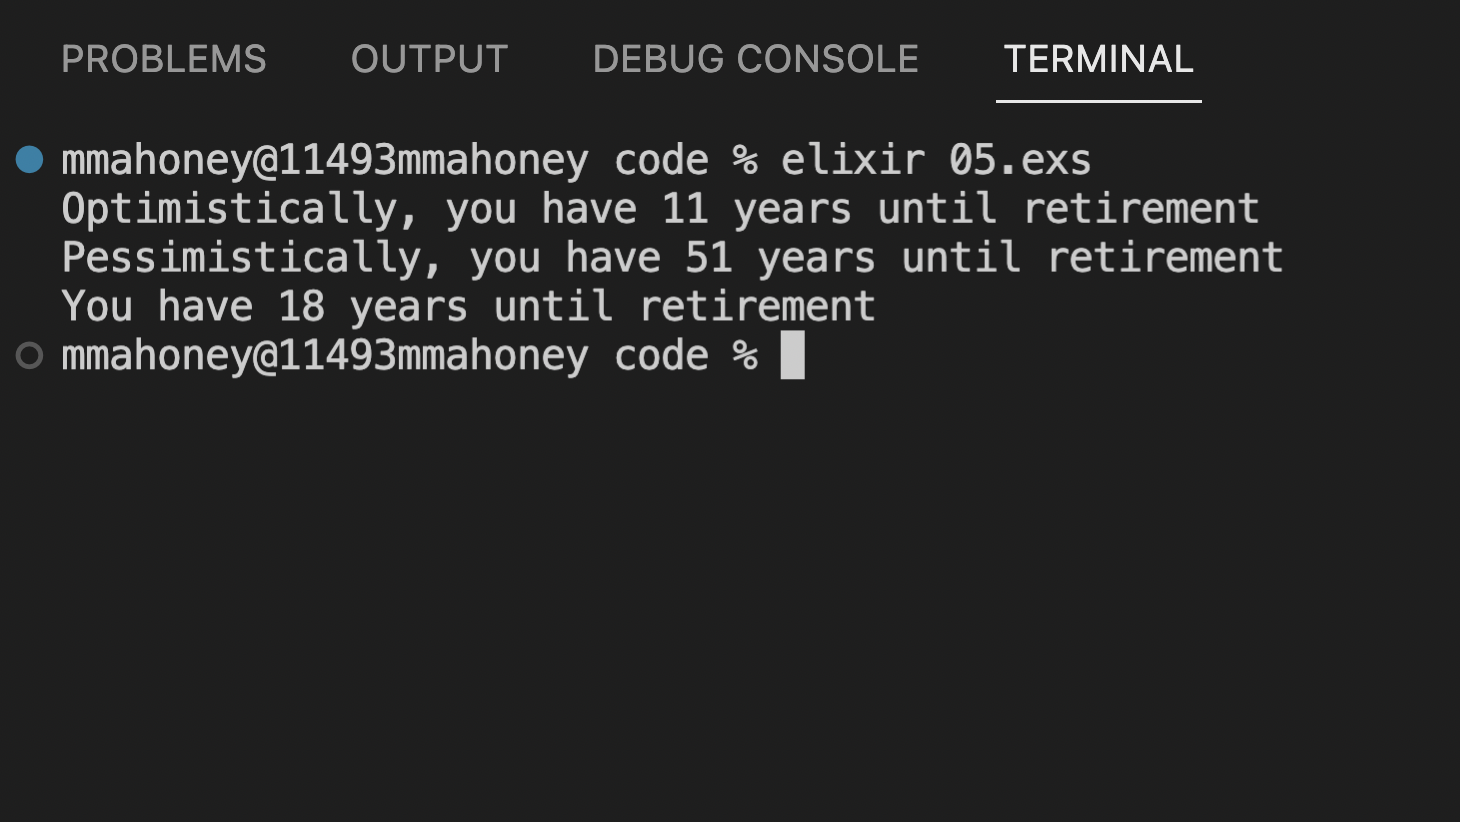 PROBLEMS OUTPUT DEBUG CONSOLE TERMINAL
mmahoney@11493mmahoney code % elixir 05.exs
Optimistically, you have 11 years until retirement
Pessimistically, you have 51 years until retirement
You have 18 years until retirement
mmahoney@11493mmahoney code %